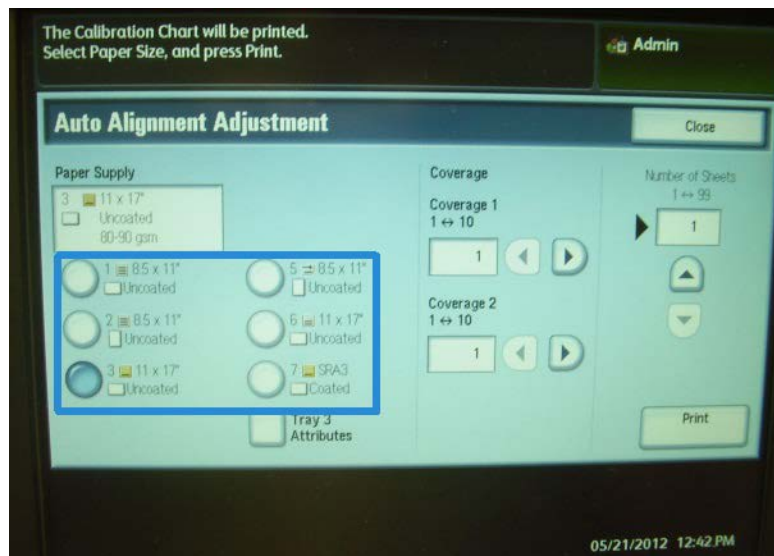 The Calibration Chart will be printed.
Select Paper Size, and press Print.
Admin
Auto Alignment Adjustment
Close
Paper Supply
3 11 x 17"
Uncoated
80-90 gsm
1 8.5 x 11"
Uncoated
2 8.5 x 11"
Uncoated
3 11 x 17"
Uncoated
5 8.5 x 11"
Uncoated
6 11 x 17"
Uncoated
7 SRA3
Coated
Tray 3
Attributes
Coverage
Coverage 1
1 ↔ 10
1
Coverage 2
1 ↔ 10
1
Number of Sheets
1 ↔ 99
1
Print
05/21/2012 12:42 PM